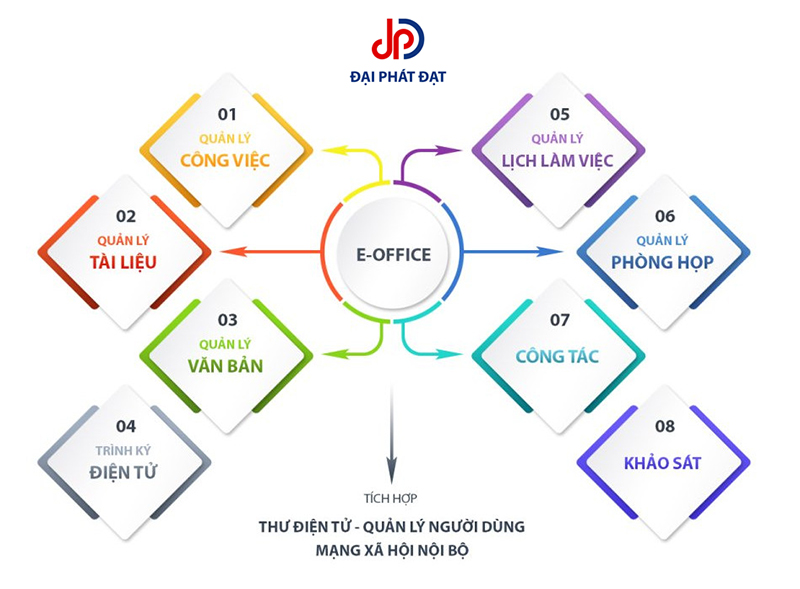 ĐẠI PHÁT ĐẠT
01
QUẢN LÝ
CÔNG VIỆC
02
QUẢN LÝ
TÀI LIỆU
03
QUẢN LÝ
VĂN BẢN
04
TRÌNH KÝ
ĐIỆN TỬ
E-OFFICE
05
QUẢN LÝ
LỊCH LÀM VIỆC
06
QUẢN LÝ
PHÒNG HỌP
07
CÔNG TÁC
08
KHẢO SÁT
TÍCH HỢP
THƯ ĐIỆN TỬ - QUẢN LÝ NGƯỜI DÙNG
MẠNG XÃ HỘI NỘI BỘ